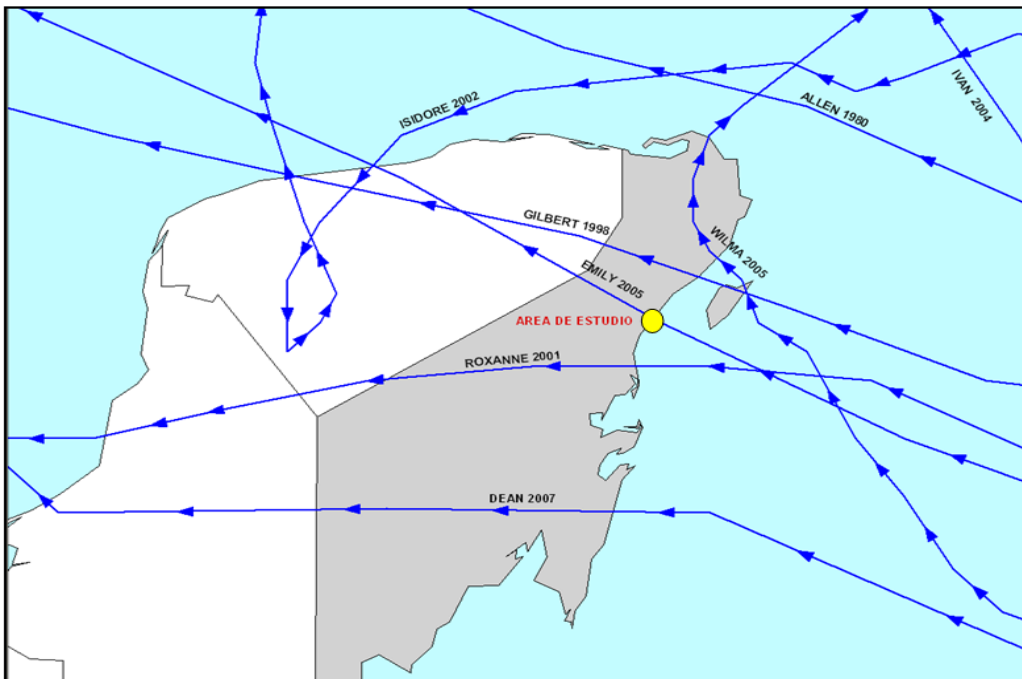 ISIDORE 2002
ALLEN 1980
IVAN 2004
GILBERT 1998
WILMA 2005
EMILY 2005
AREA DE ESTUDIO
ROXANNE 2001
DEAN 2007